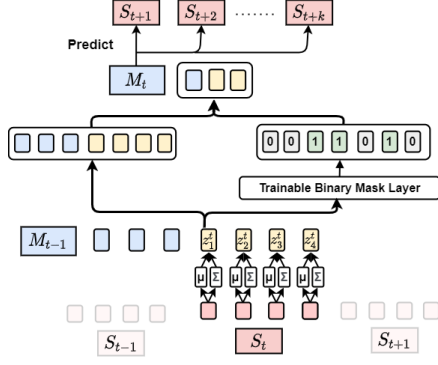 S_{t+1} S_{t+2} ........ S_{t+k}
Predict
M_t
0 0 1 1 0 1 0
Trainable Binary Mask Layer
M_{t-1} z_1^t z_2^t z_3^t z_4^t
μ Σ μ Σ μ Σ μ Σ
S_{t-1} S_t S_{t+1}